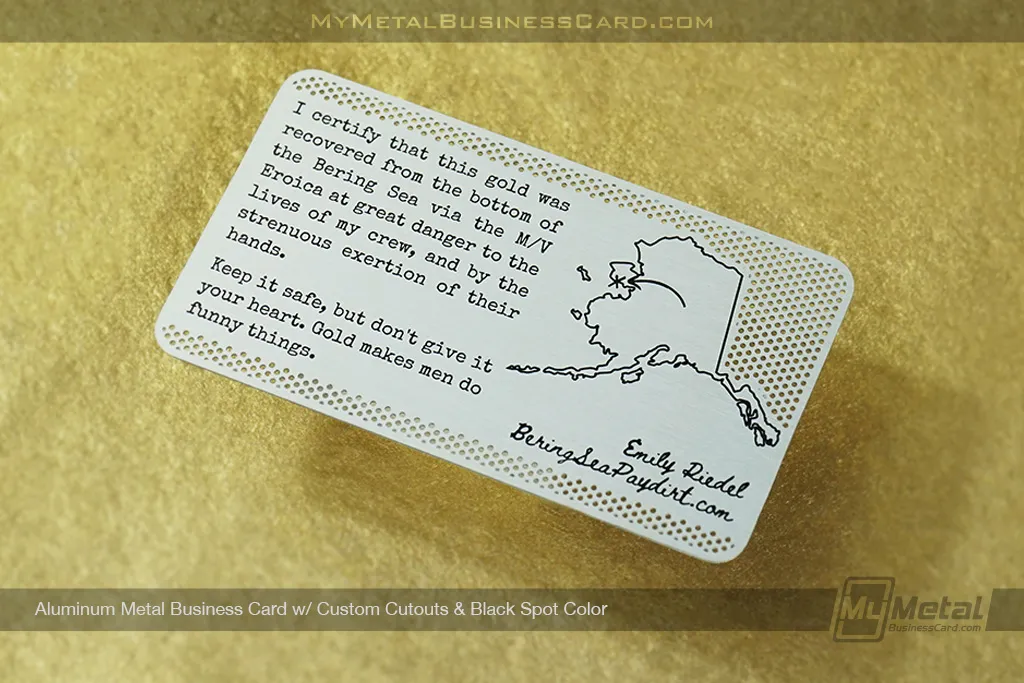 MyMetalBusinessCard.com
I certify that this gold was
recovered from the bottom of
the Bering Sea via the M/V
Eroica at great danger to the
lives of my crew, and by the
strenuous exertion of their
hands.
Keep it safe, but don't give it
your heart. Gold makes men do
funny things.
Emily Riedel
BeringSeaPaydirt.com
Aluminum Metal Business Card w/ Custom Cutouts & Black Spot Color
My Metal
BusinessCard.com